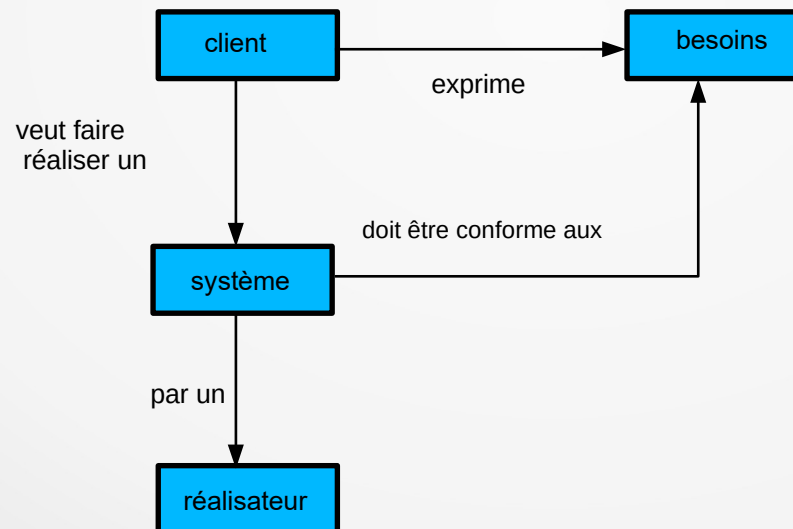 client
besoins
exprime
veut faire
réaliser un
doit être conforme aux
système
par un
réalisateur